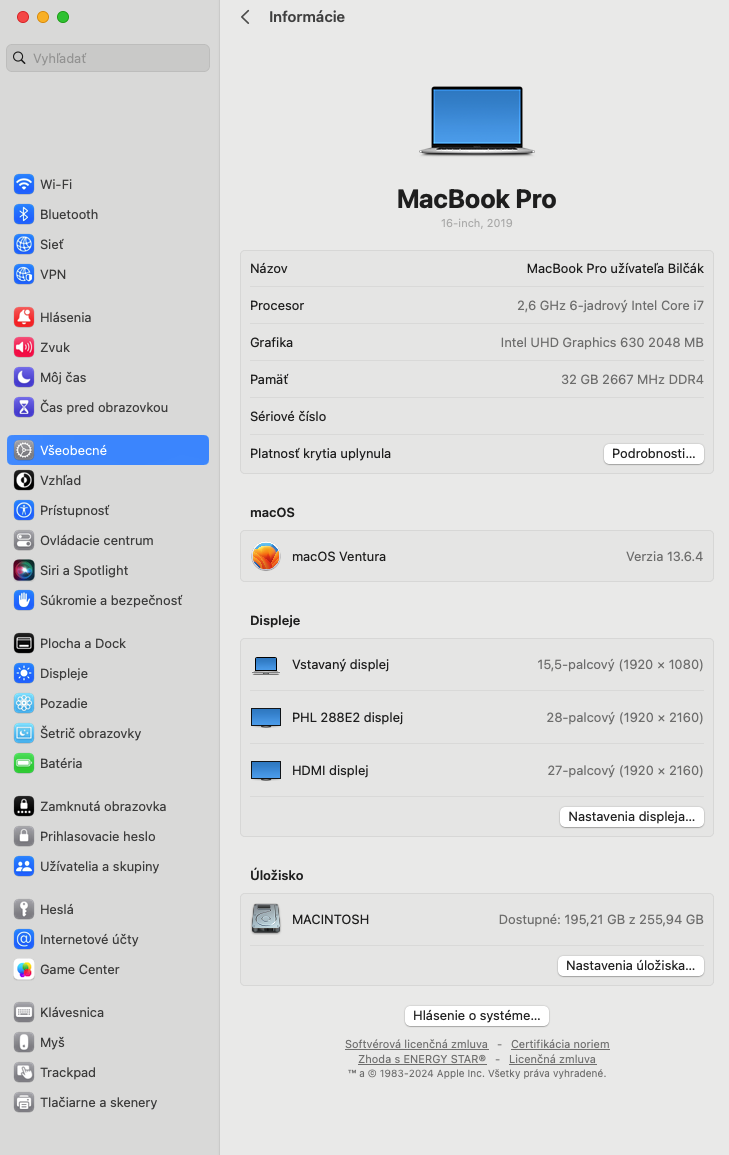 Informácie
Vyhľadať
Wi-Fi
Bluetooth
Sieť
VPN
Hlásenia
Zvuk
Môj čas
Čas pred obrazovkou
Všeobecné
Vzhľad
Prístupnosť
Ovládacie centrum
Siri a Spotlight
Súkromie a bezpečnosť
Plocha a Dock
Displeje
Pozadie
Šetrič obrazovky
Batéria
Zamknutá obrazovka
Prihlasovacie heslo
Užívatelia a skupiny
Heslá
Internetové účty
Game Center
Klávesnica
Myš
Trackpad
Tlačiarne a skenery
MacBook Pro
16-inch, 2019
Názov MacBook Pro užívateľa Bilčák
Procesor 2,6 GHz 6-jadrový Intel Core i7
Grafika Intel UHD Graphics 630 2048 MB
Pamäť 32 GB 2667 MHz DDR4
Sériové číslo
Platnosť krytia uplynula Podrobnosti...
macOS
macOS Ventura Verzia 13.6.4
Displeje
Vstavaný displej 15,5-palcový (1920 × 1080)
PHL 288E2 displej 28-palcový (1920 × 2160)
HDMI displej 27-palcový (1920 × 2160)
Nastavenia displeja...
Úložisko
MACINTOSH Dostupné: 195,21 GB z 255,94 GB
Nastavenia úložiska...
Hlásenie o systéme...
Softvérová licenčná zmluva - Certifikácia noriem
Zhoda s ENERGY STAR® - Licenčná zmluva
™ a © 1983-2024 Apple Inc. Všetky práva vyhradené.